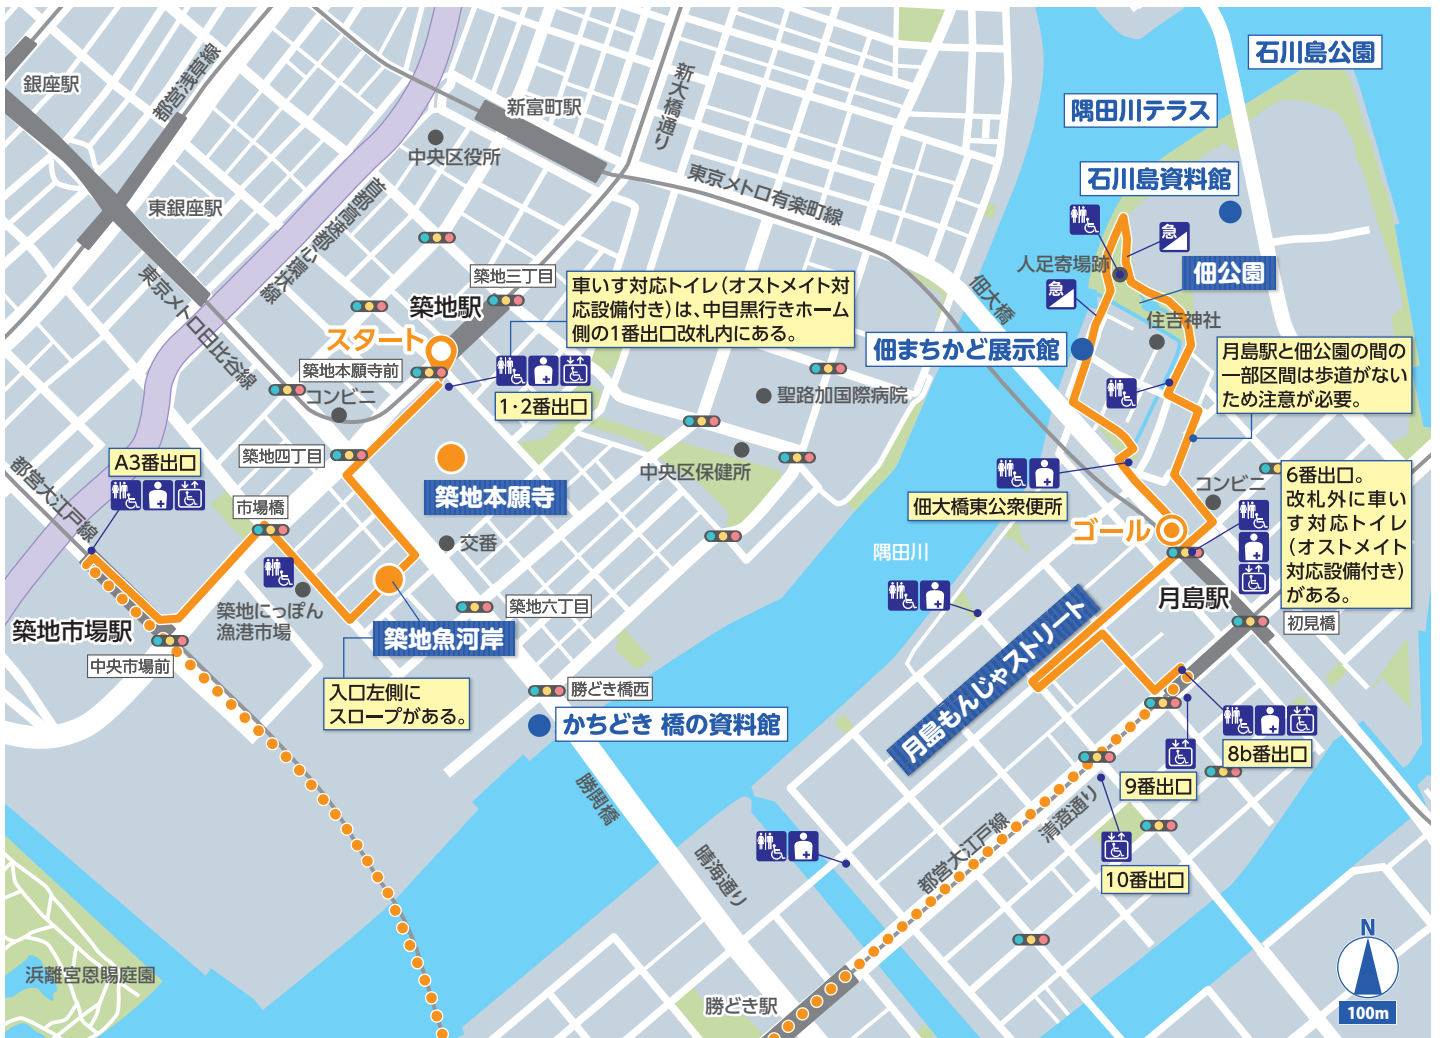 石川島公園
銀座駅
都営浅草線
新富町駅
新大橋通り
隅田川テラス
中央区役所
石川島資料館
東京メトロ有楽町線
東銀座駅
首都高速都心環状線
急
人足寄場跡
佃公園
東京メトロ日比谷線
築地三丁目
築地駅
車いす対応トイレ(オストメイト対
応設備付き)は、中目黒行きホーム
側の1番出口改札内にある。
佃大橋
急
住吉神社
スタート
佃まちかど展示館
月島駅と佃公園の間の
一部区間は歩道がない
ため注意が必要。
築地本願寺前
コンビニ
1・2番出口
聖路加国際病院
築地四丁目
A3番出口
中央区保健所
都営大江戸線
築地本願寺
6番出口。
改札外に車い
す対応トイレ
(オストメイト
対応設備付き)
がある。
コンビニ
佃大橋東公衆便所
市場橋
ゴール
交番
隅田川
築地にっぽん
漁港市場
築地六丁目
月島駅
初見橋
築地市場駅
築地魚河岸
中央市場前
月島もんじゃストリート
入口左側に
スロープがある。
勝どき橋西
かちどき 橋の資料館
8b番出口
9番出口
勝鬨橋
清澄通り
都営大江戸線
10番出口
晴海通り
浜離宮恩賜庭園
勝どき駅
N
100m